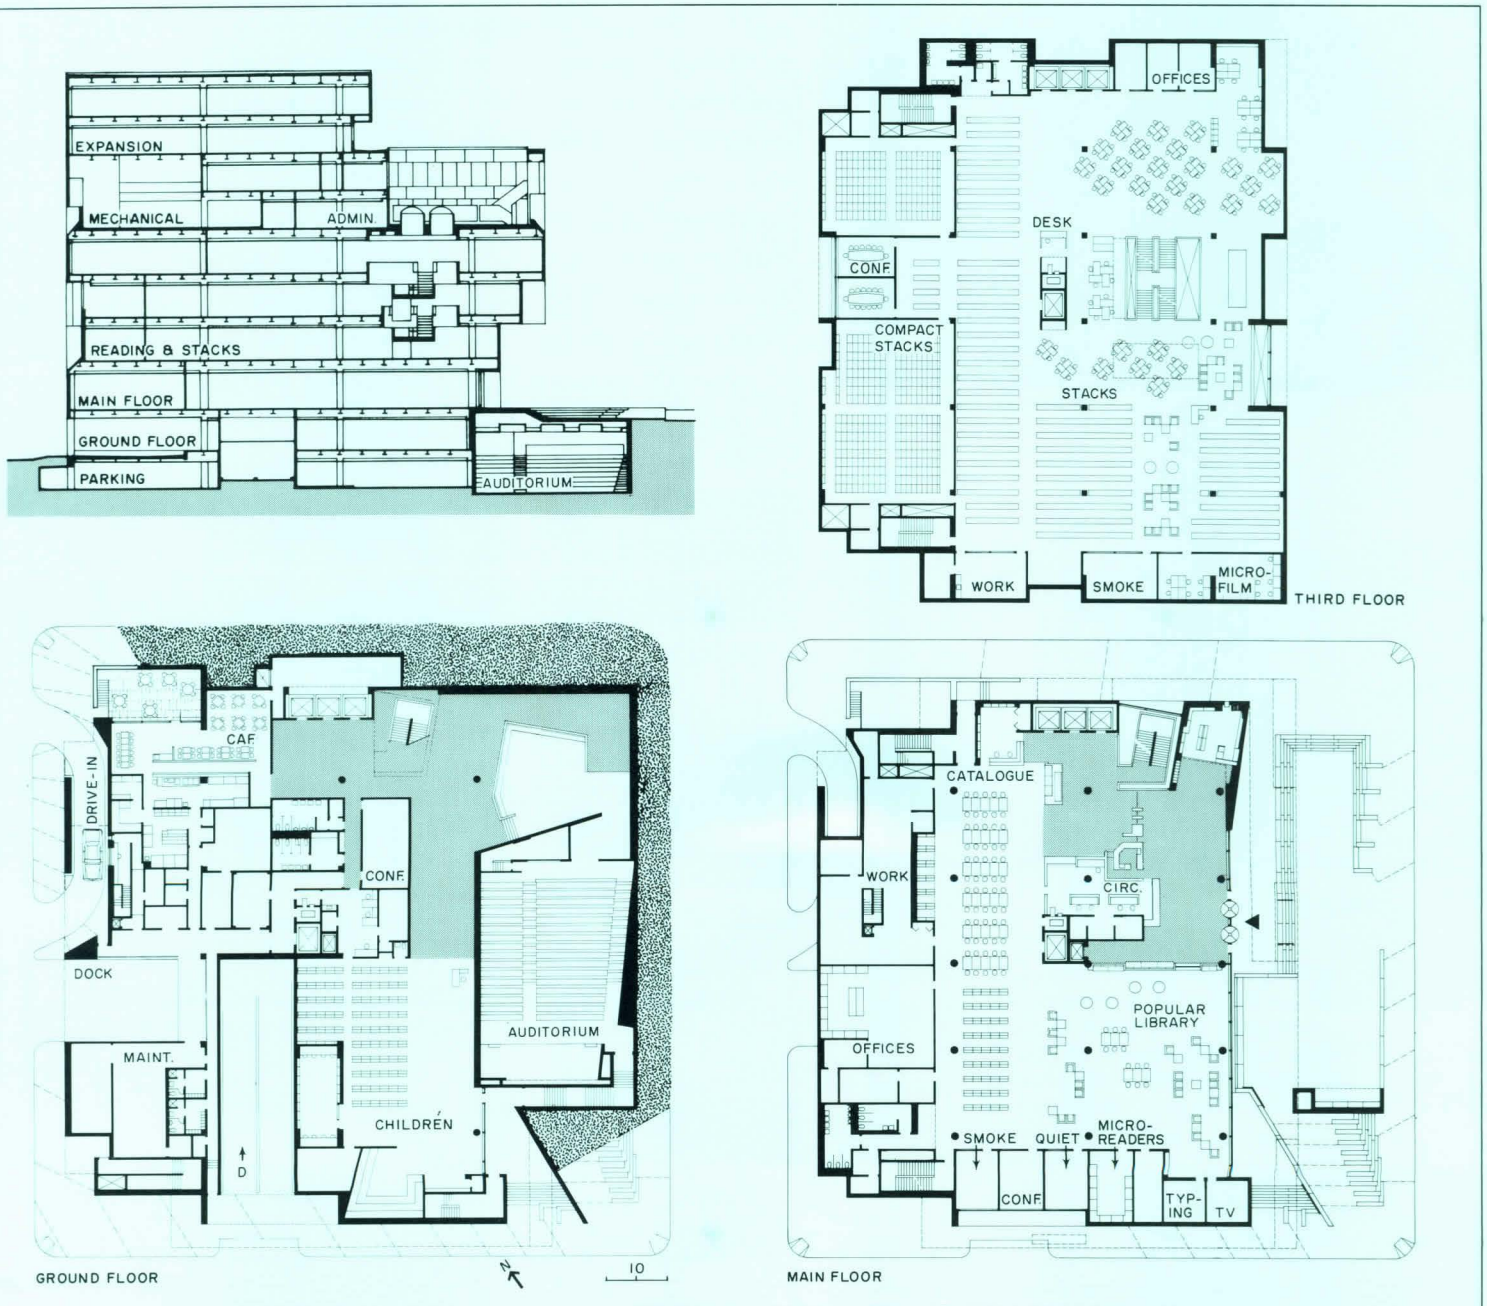 EXPANSION
MECHANICAL
ADMIN.
READING & STACKS
MAIN FLOOR
GROUND FLOOR
PARKING
AUDITORIUM
OFFICES
DESK
CONF.
COMPACT
STACKS
STACKS
WORK
SMOKE
MICRO-
FILM
THIRD FLOOR
CAF.
DRIVE-IN
CONF.
DOCK
AUDITORIUM
MAINT.
CHILDRÉN
D
GROUND FLOOR
N
10
CATALOGUE
WORK
CIRC.
POPULAR
LIBRARY
OFFICES
SMOKE
QUIET
MICRO-
READERS
CONF.
TYP-
ING
TV
MAIN FLOOR